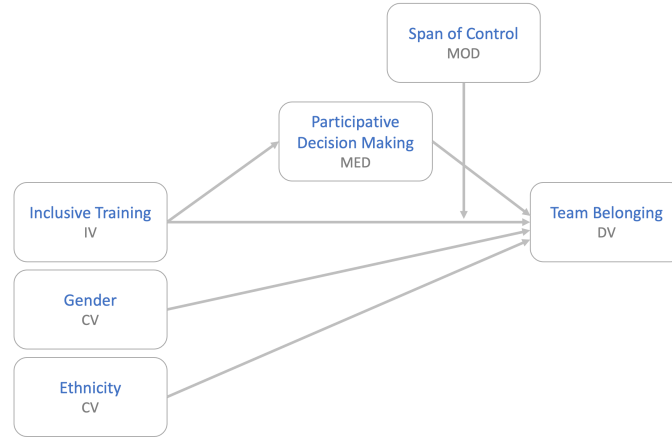 Span of Control
MOD
Participative
Decision Making
MED
Inclusive Training
IV
Team Belonging
DV
Gender
CV
Ethnicity
CV